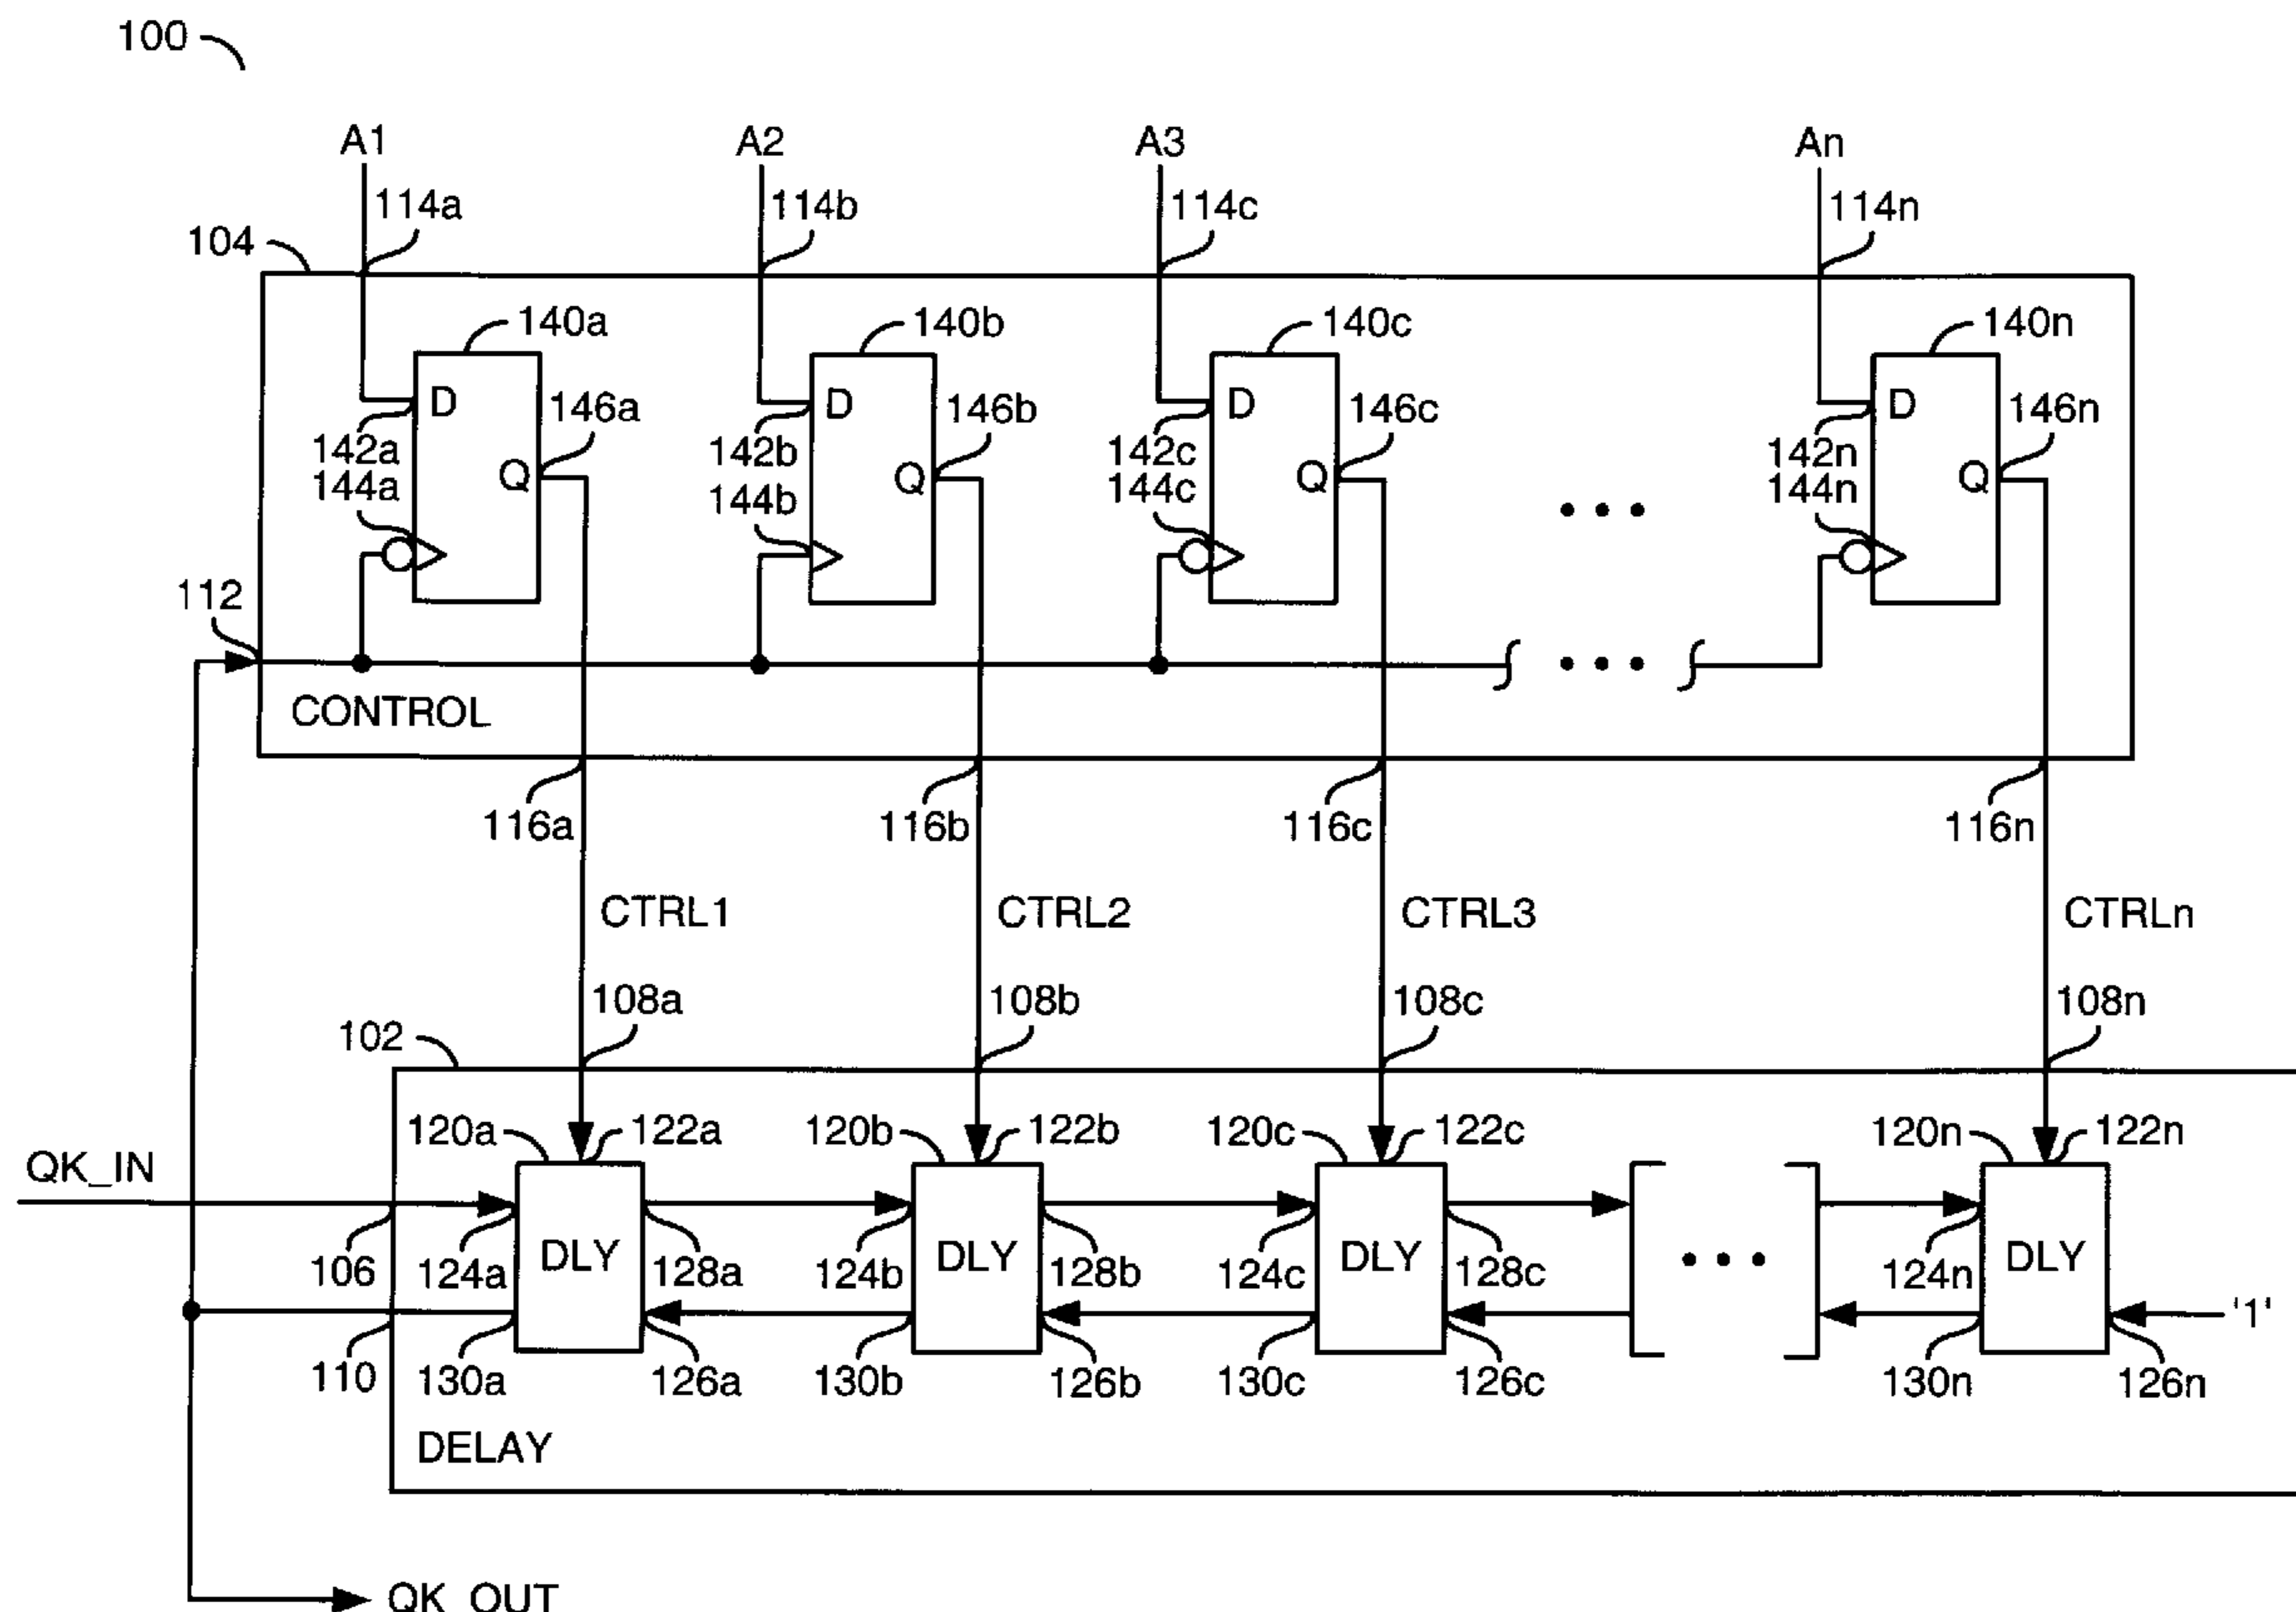 100
A1 A2 A3 An
114a 114b 114c 114n
104
140a 140b 140c 140n
D D D D
146a 146b 146c 146n
142a 142b 142c 142n
Q Q Q Q
144a 144b 144c 144n
• • •
112
• • •
CONTROL
116a 116b 116c 116n
CTRL1 CTRL2 CTRL3 CTRLn
108a 108b 108c 108n
102
120a 122a 120b 122b 120c 122c 120n 122n
QK_IN
DLY DLY DLY • • • DLY
106 124a 128a 124b 128b 124c 128c 124n
'1'
110 130a 126a 130b 126b 130c 126c 130n 126n
DELAY
QK_OUT